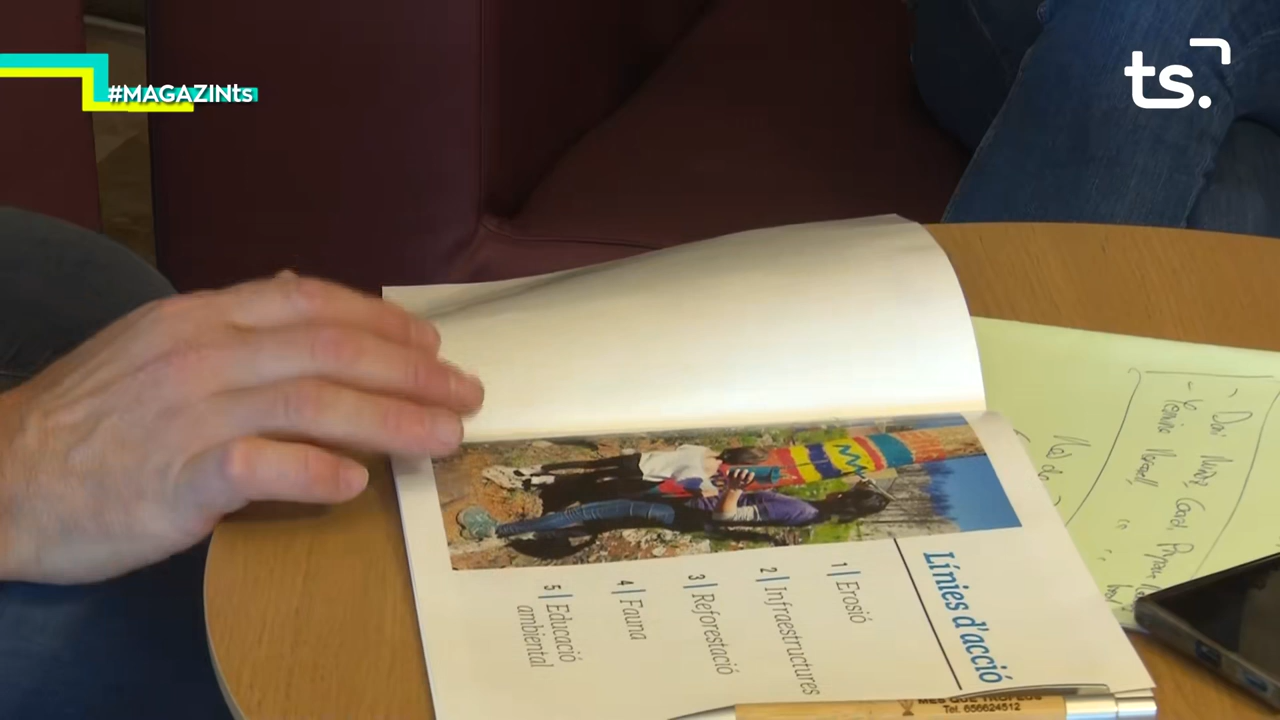 #MAGAZINts
ts.
Línies d'acció
1 | Erosió
2 | Infraestructures
3 | Reforestació
4 | Fauna
5 | Educació
ambiental
MÉS QUE TROFEUS
Tel. 656624512